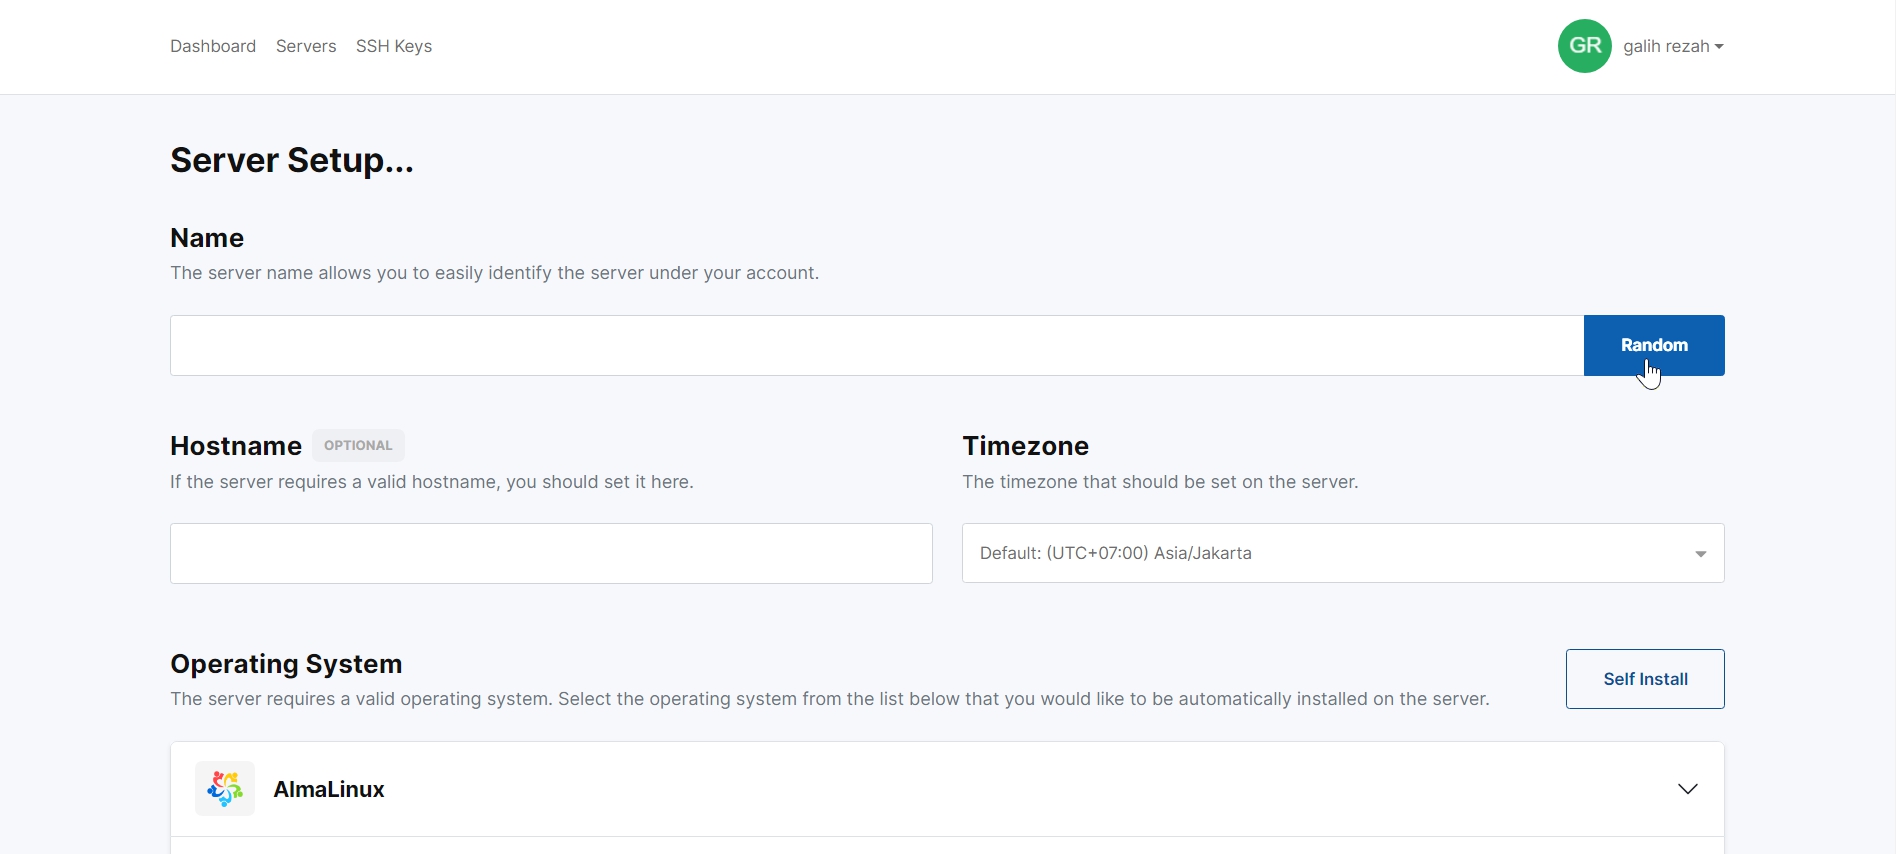 Dashboard Servers SSH Keys
GR galih rezah
Server Setup...
Name
The server name allows you to easily identify the server under your account.
Random
Hostname OPTIONAL
If the server requires a valid hostname, you should set it here.
Timezone
The timezone that should be set on the server.
Default: (UTC+07:00) Asia/Jakarta
Operating System
The server requires a valid operating system. Select the operating system from the list below that you would like to be automatically installed on the server.
Self Install
AlmaLinux